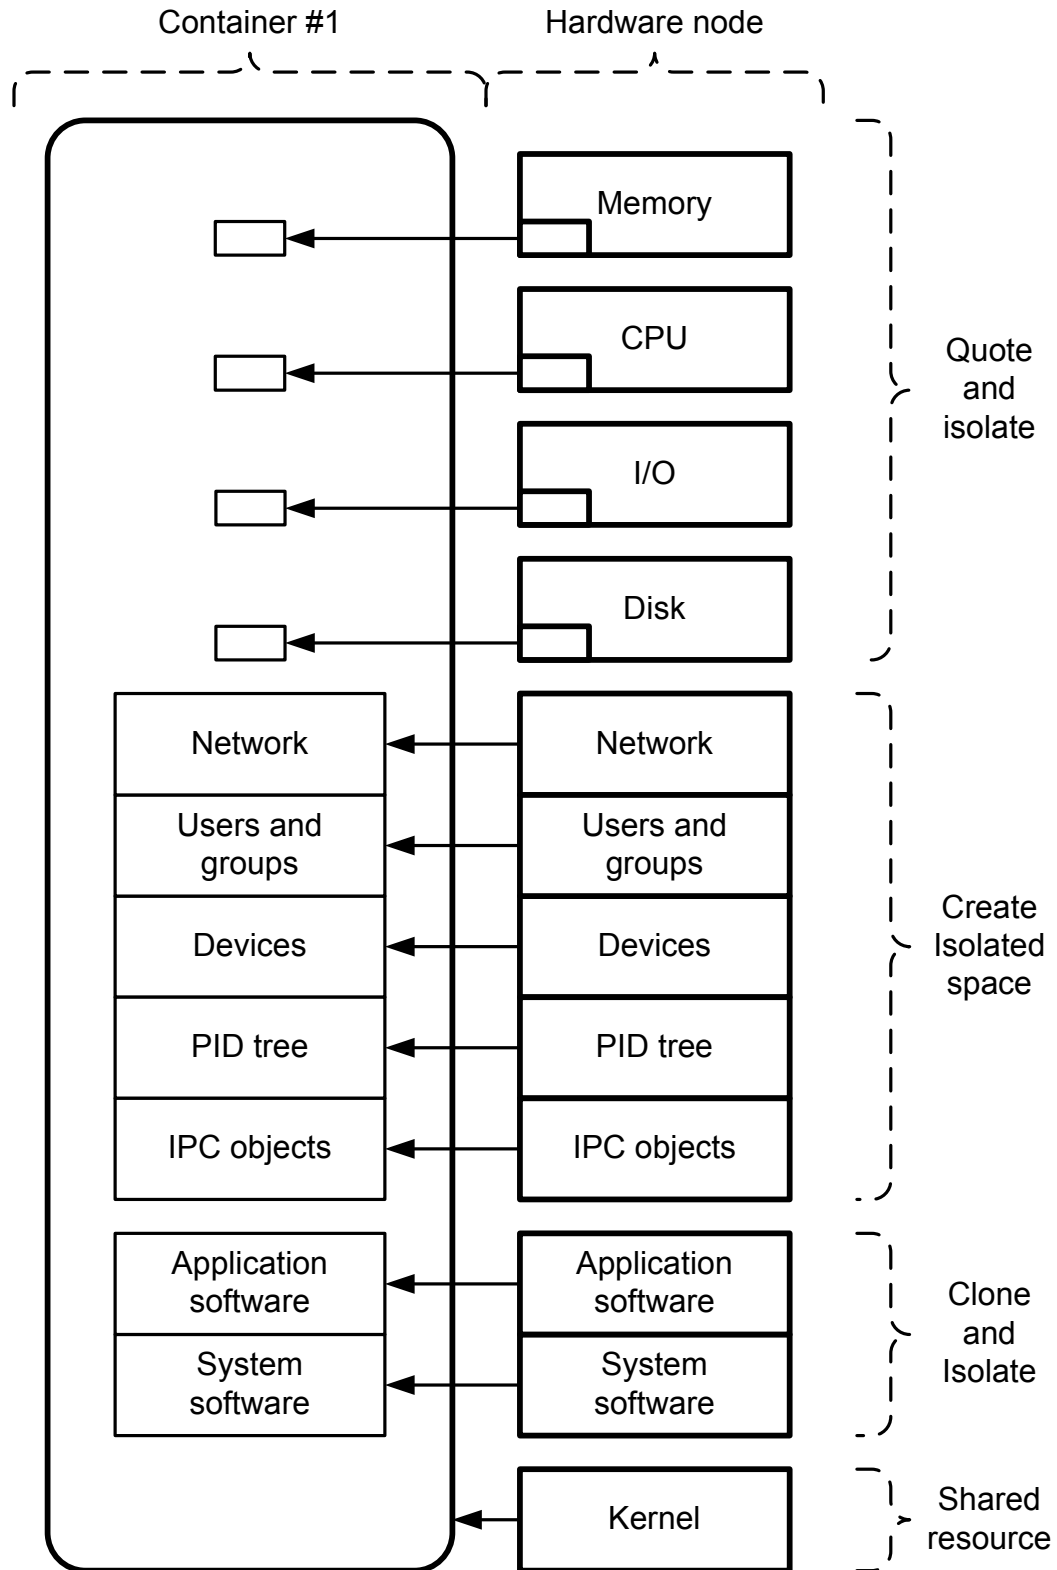 Container #1
Hardware node
Memory
CPU
I/O
Disk
Quote
and
isolate
Network
Network
Users and
groups
Users and
groups
Devices
Devices
PID tree
PID tree
IPC objects
IPC objects
Create
Isolated
space
Application
software
Application
software
System
software
System
software
Clone
and
Isolate
Kernel
Shared
resource